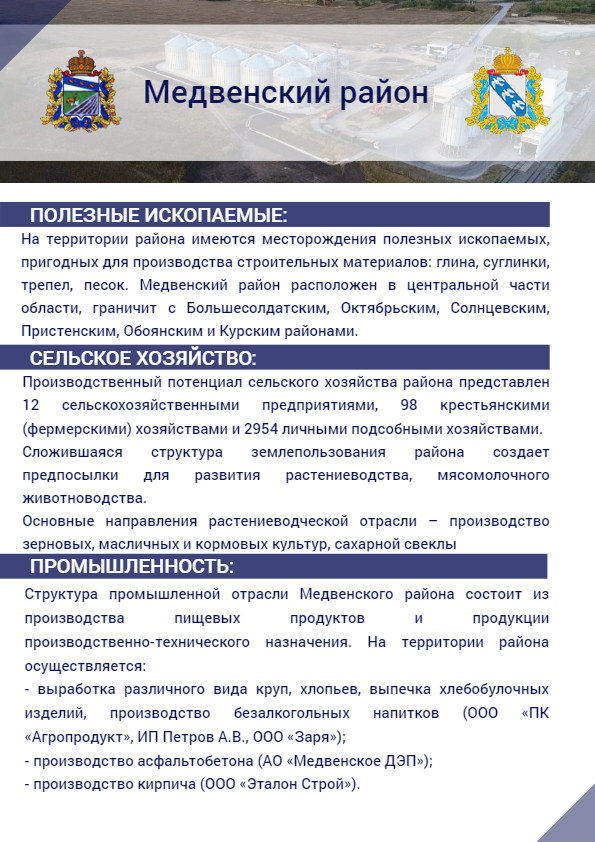 Медвенский район
ПОЛЕЗНЫЕ ИСКОПАЕМЫЕ:
На территории района имеются месторождения полезных ископаемых,
пригодных для производства строительных материалов: глина, суглинки,
трепел, песок. Медвенский район расположен в центральной части
области, граничит с Большесолдатским, Октябрьским, Солнцевским,
Пристенским, Обоянским и Курским районами.
СЕЛЬСКОЕ ХОЗЯЙСТВО:
Производственный потенциал сельского хозяйства района представлен
12 сельскохозяйственными предприятиями, 98 крестьянскими
(фермерскими) хозяйствами и 2954 личными подсобными хозяйствами.
Сложившаяся структура землепользования района создает
предпосылки для развития растениеводства, мясомолочного
животноводства.
Основные направления растениеводческой отрасли – производство
зерновых, масличных и кормовых культур, сахарной свеклы
ПРОМЫШЛЕННОСТЬ:
Структура промышленной отрасли Медвенского района состоит из
производства пищевых продуктов и продукции
производственно-технического назначения. На территории района
осуществляется:
- выработка различного вида круп, хлопьев, выпечка хлебобулочных
изделий, производство безалкогольных напитков (ООО «ПК
«Агропродукт», ИП Петров А.В., ООО «Заря»);
- производство асфальтобетона (АО «Медвенское ДЭП»);
- производство кирпича (ООО «Эталон Строй»).